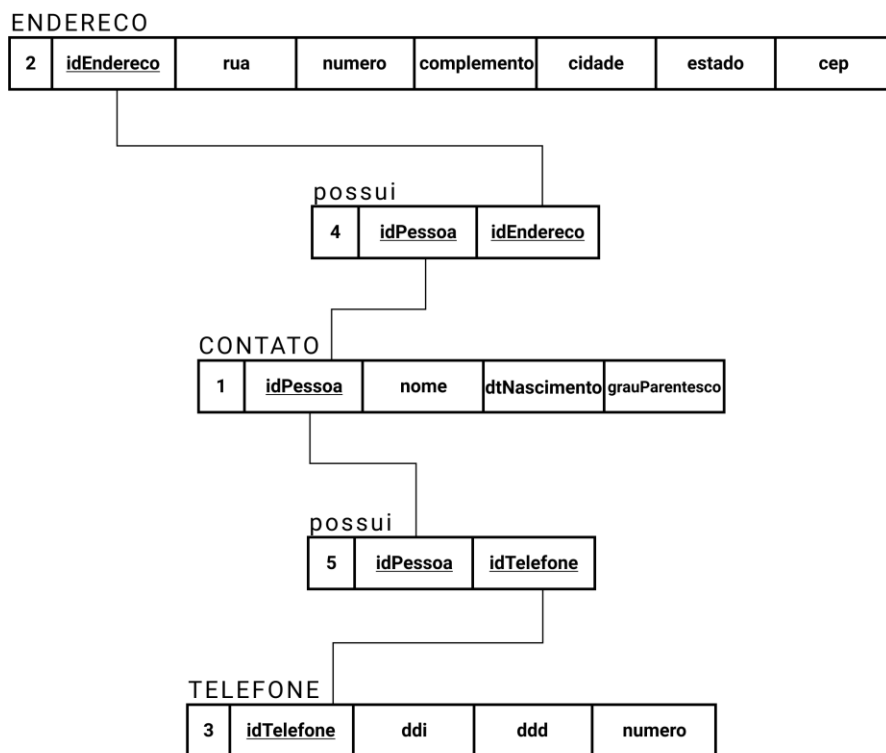 ENDERECO
2 idEndereco rua numero complemento cidade estado cep
possui
4 idPessoa idEndereco
CONTATO
1 idPessoa nome dtNascimento grauParentesco
possui
5 idPessoa idTelefone
TELEFONE
3 idTelefone ddi ddd numero